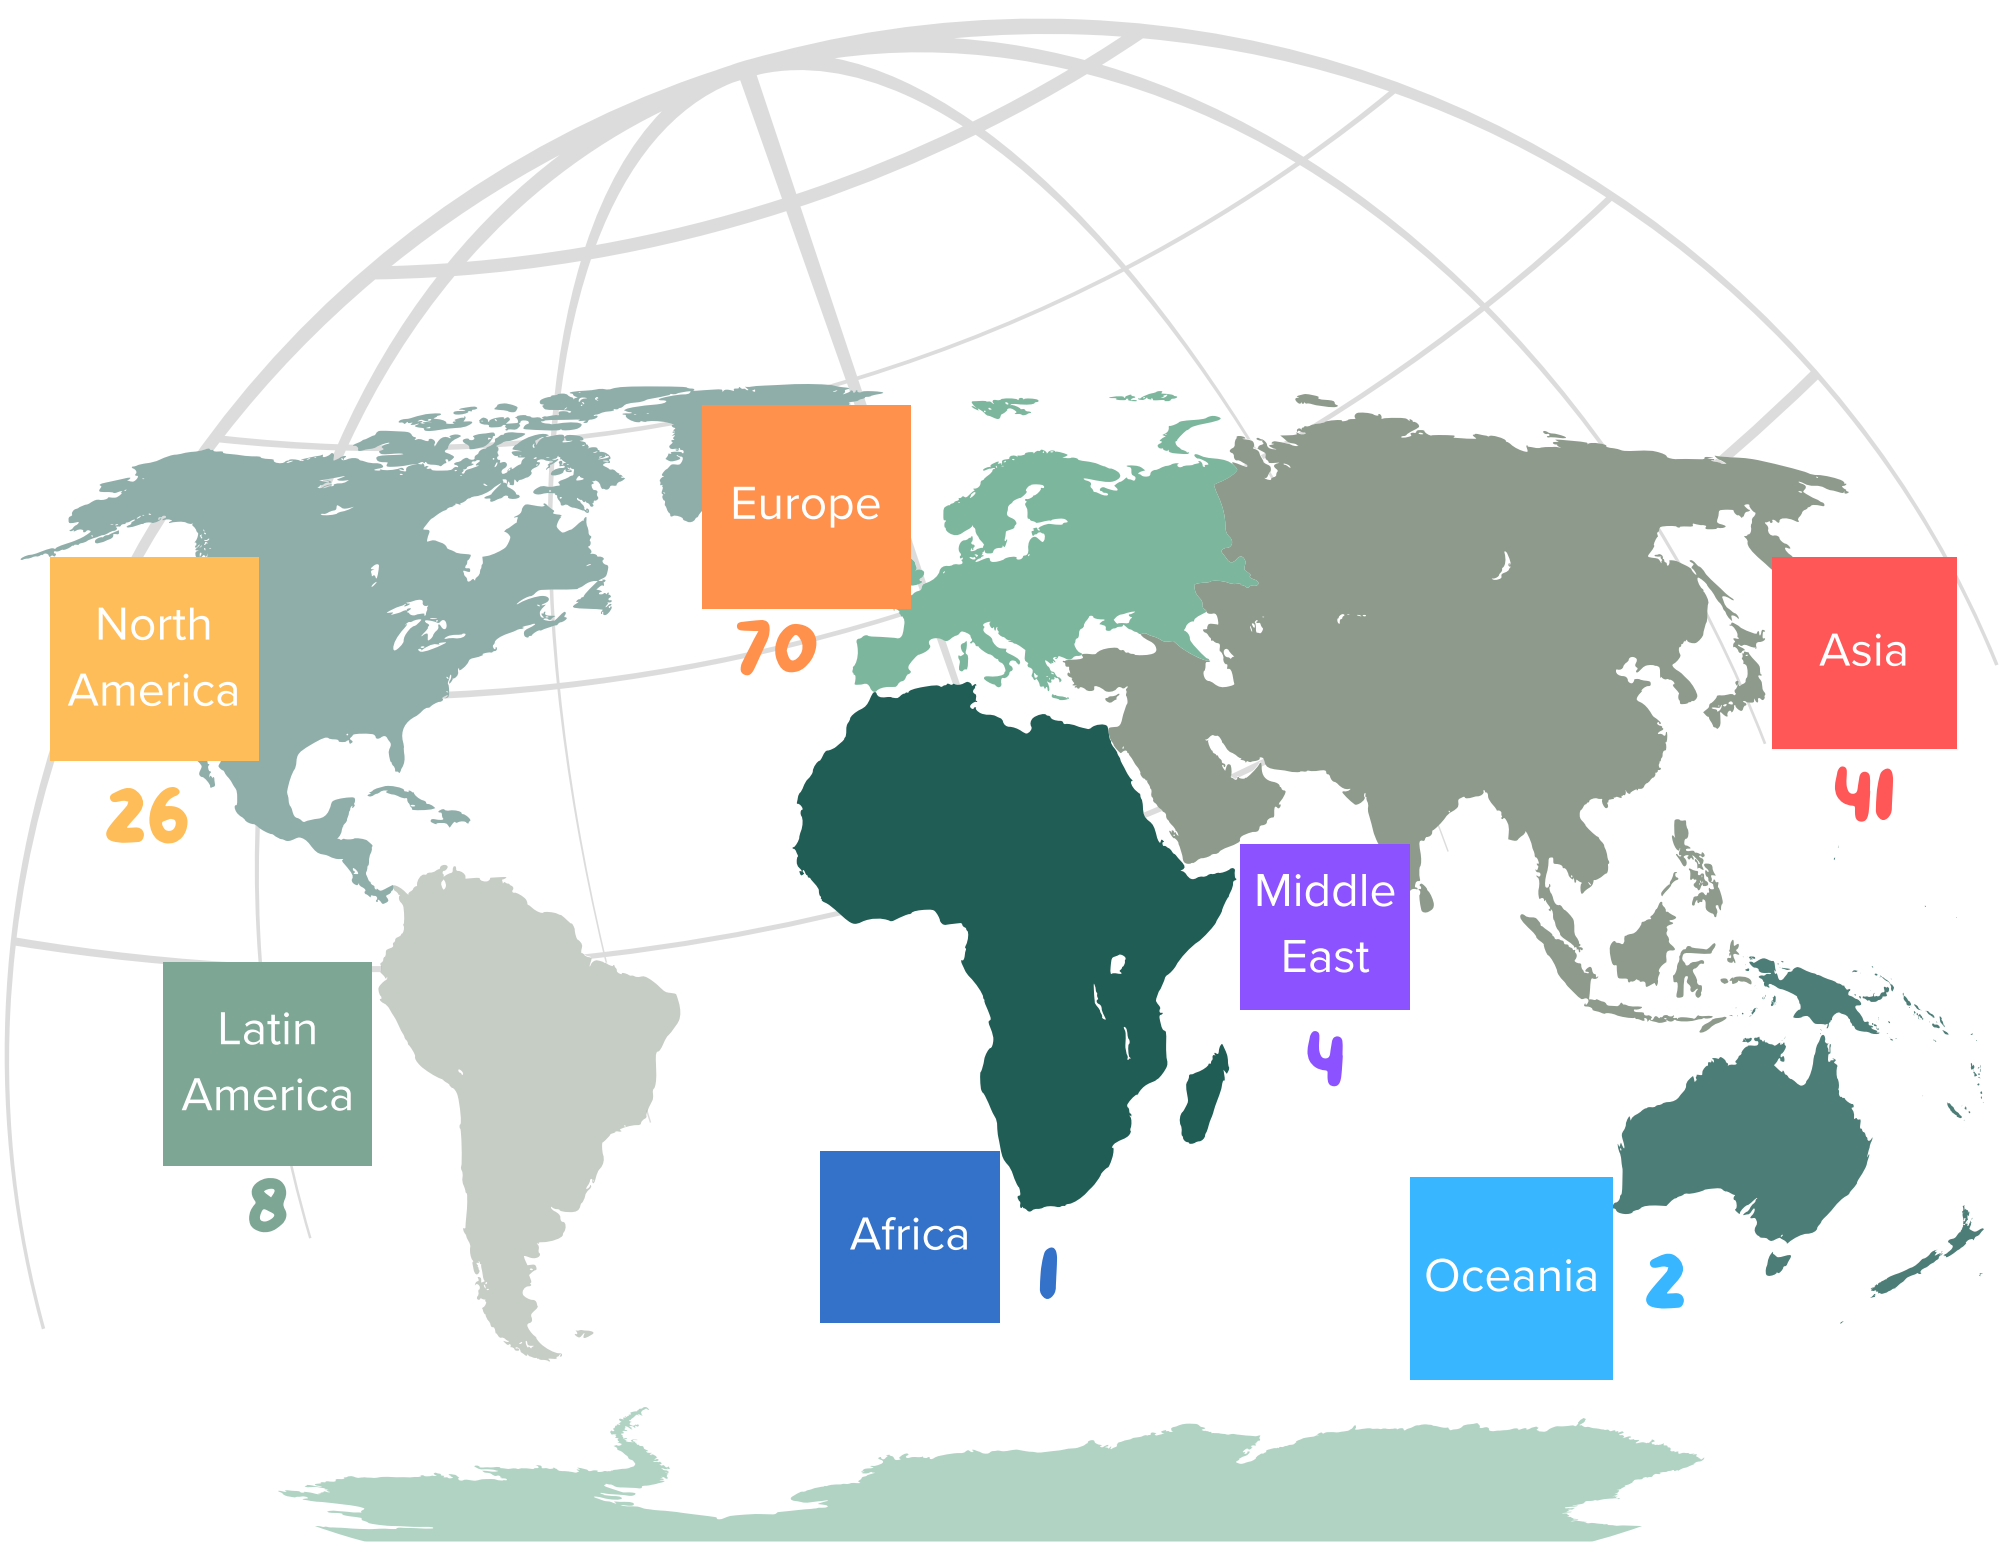 Europe
70
North
America
26
Asia
41
Middle
East
4
Latin
America
8
Africa
1
Oceania
2